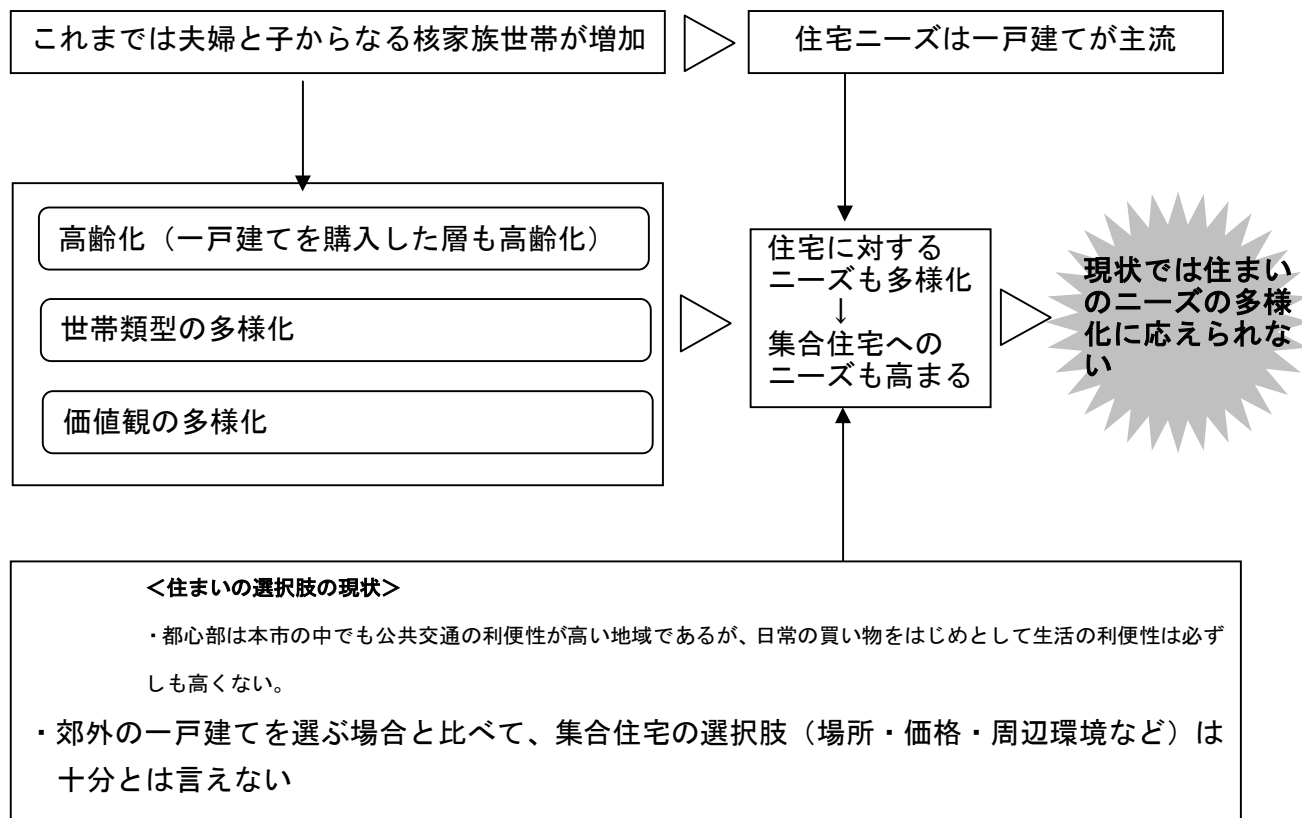 これまでは夫婦と子からなる核家族世帯が増加
住宅ニーズは一戸建てが主流
高齢化（一戸建てを購入した層も高齢化）
世帯類型の多様化
価値観の多様化
住宅に対する
ニーズも多様化
↓
集合住宅への
ニーズも高まる
現状では住まい
のニーズの多様
化に応えられな
い
＜住まいの選択肢の現状＞
・都心部は本市の中でも公共交通の利便性が高い地域であるが、日常の買い物をはじめとして生活の利便性は必ず
しも高くない。
・郊外の一戸建てを選ぶ場合と比べて、集合住宅の選択肢（場所・価格・周辺環境など）は
十分とは言えない